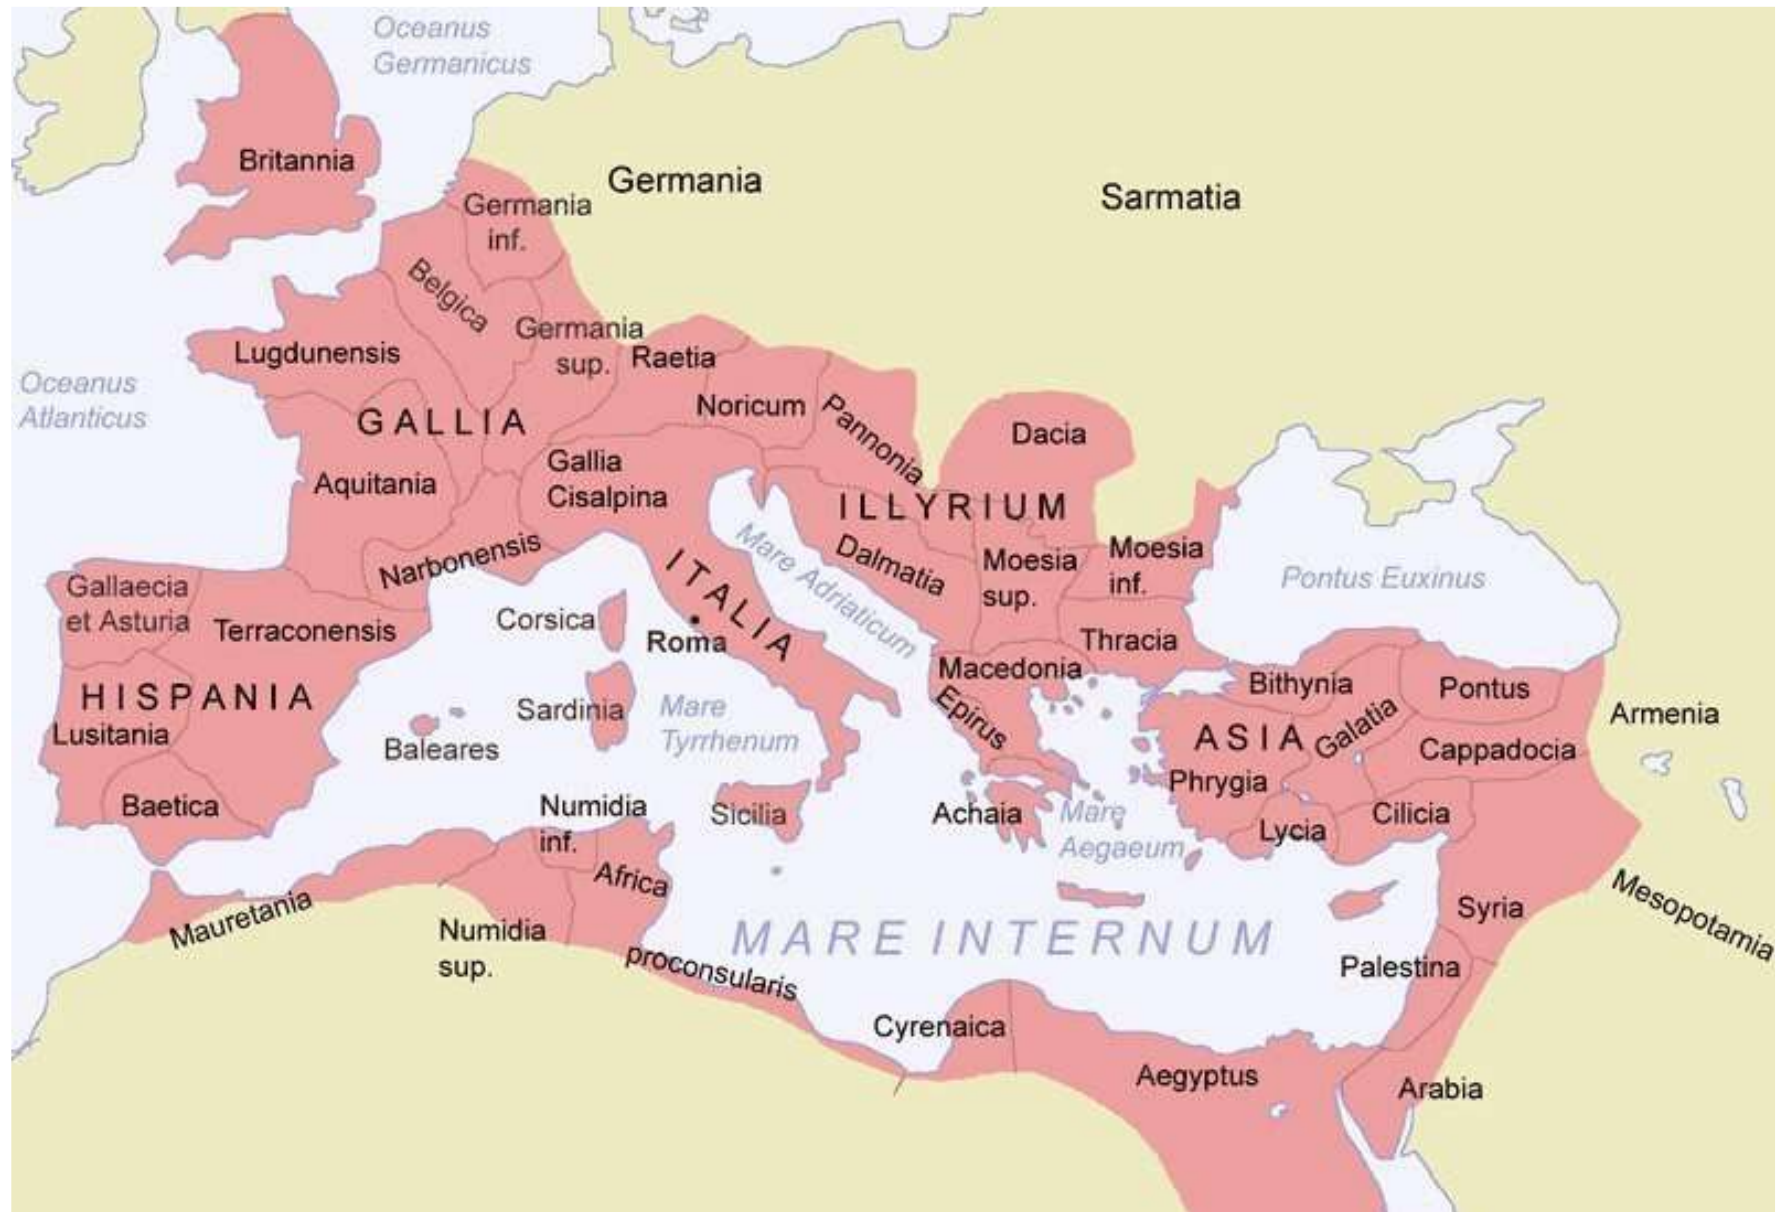 Oceanus
Germanicus
Britannia
Germania
Sarmatia
Germania
inf.
Belgica
Germania
sup.
Lugdunensis
Raetia
Oceanus
Atlanticus
GALLIA
Noricum
Pannonia
Dacia
Gallia
Cisalpina
Aquitania
ILLYRIUM
Narbonensis
Mare Adriaticum
Dalmatia
Moesia
sup.
Moesia
inf.
Pontus Euxinus
Gallaecia
et Asturia
Terraconensis
Corsica
ITALIA
Roma
Thracia
Macedonia
HISPANIA
Lusitania
Sardinia
Mare
Tyrrhenum
Epirus
Bithynia
Pontus
Galatia
Armenia
ASIA
Cappadocia
Baleares
Phrygia
Baetica
Numidia
inf.
Sicilia
Achaia
Mare
Aegaeum
Lycia
Cilicia
Africa
proconsularis
Mauretania
Numidia
sup.
MARE INTERNUM
Syria
Mesopotamia
Palestina
Cyrenaica
Aegyptus
Arabia